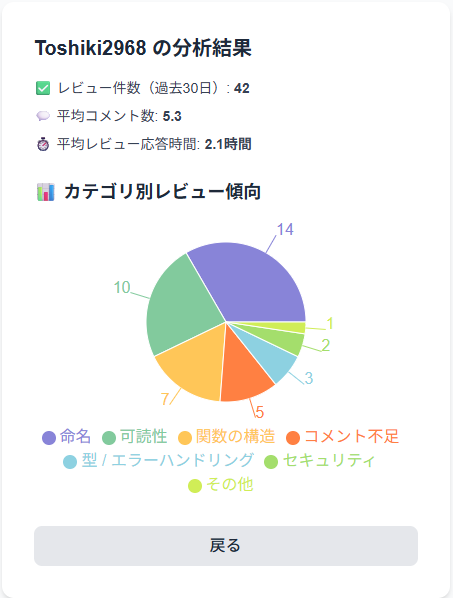 Toshiki2968 の分析結果
✅ レビュー件数（過去30日）: 42
💬 平均コメント数: 5.3
⏱ 平均レビュー応答時間: 2.1時間
📊 カテゴリ別レビュー傾向
14
10
1
2
3
7
5
命名 可読性 関数の構造 コメント不足
型 / エラーハンドリング セキュリティ
その他
戻る